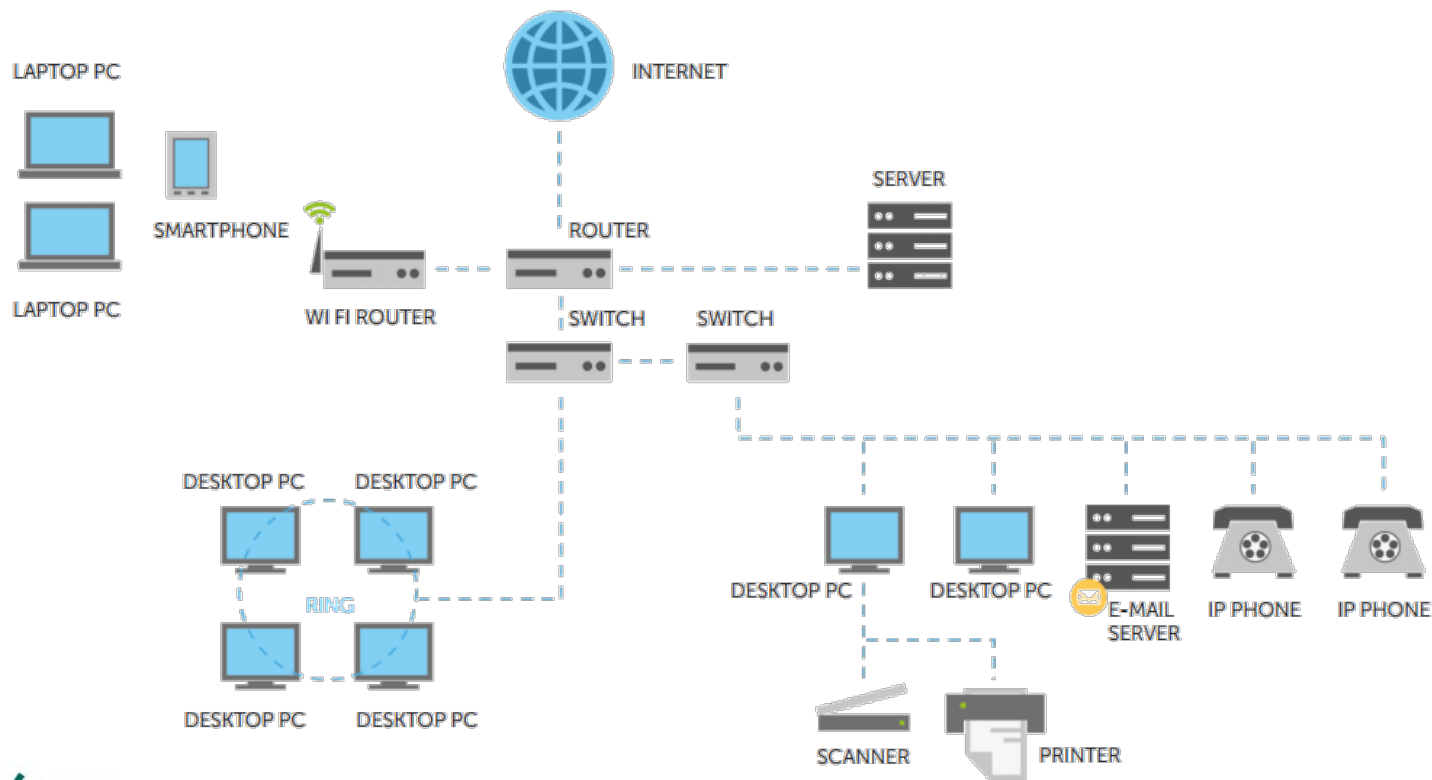 LAPTOP PC
INTERNET
SMARTPHONE
SERVER
ROUTER
LAPTOP PC
WI FI ROUTER
SWITCH
SWITCH
DESKTOP PC
DESKTOP PC
RING
DESKTOP PC
DESKTOP PC
DESKTOP PC
DESKTOP PC
E-MAIL
SERVER
IP PHONE
IP PHONE
SCANNER
PRINTER